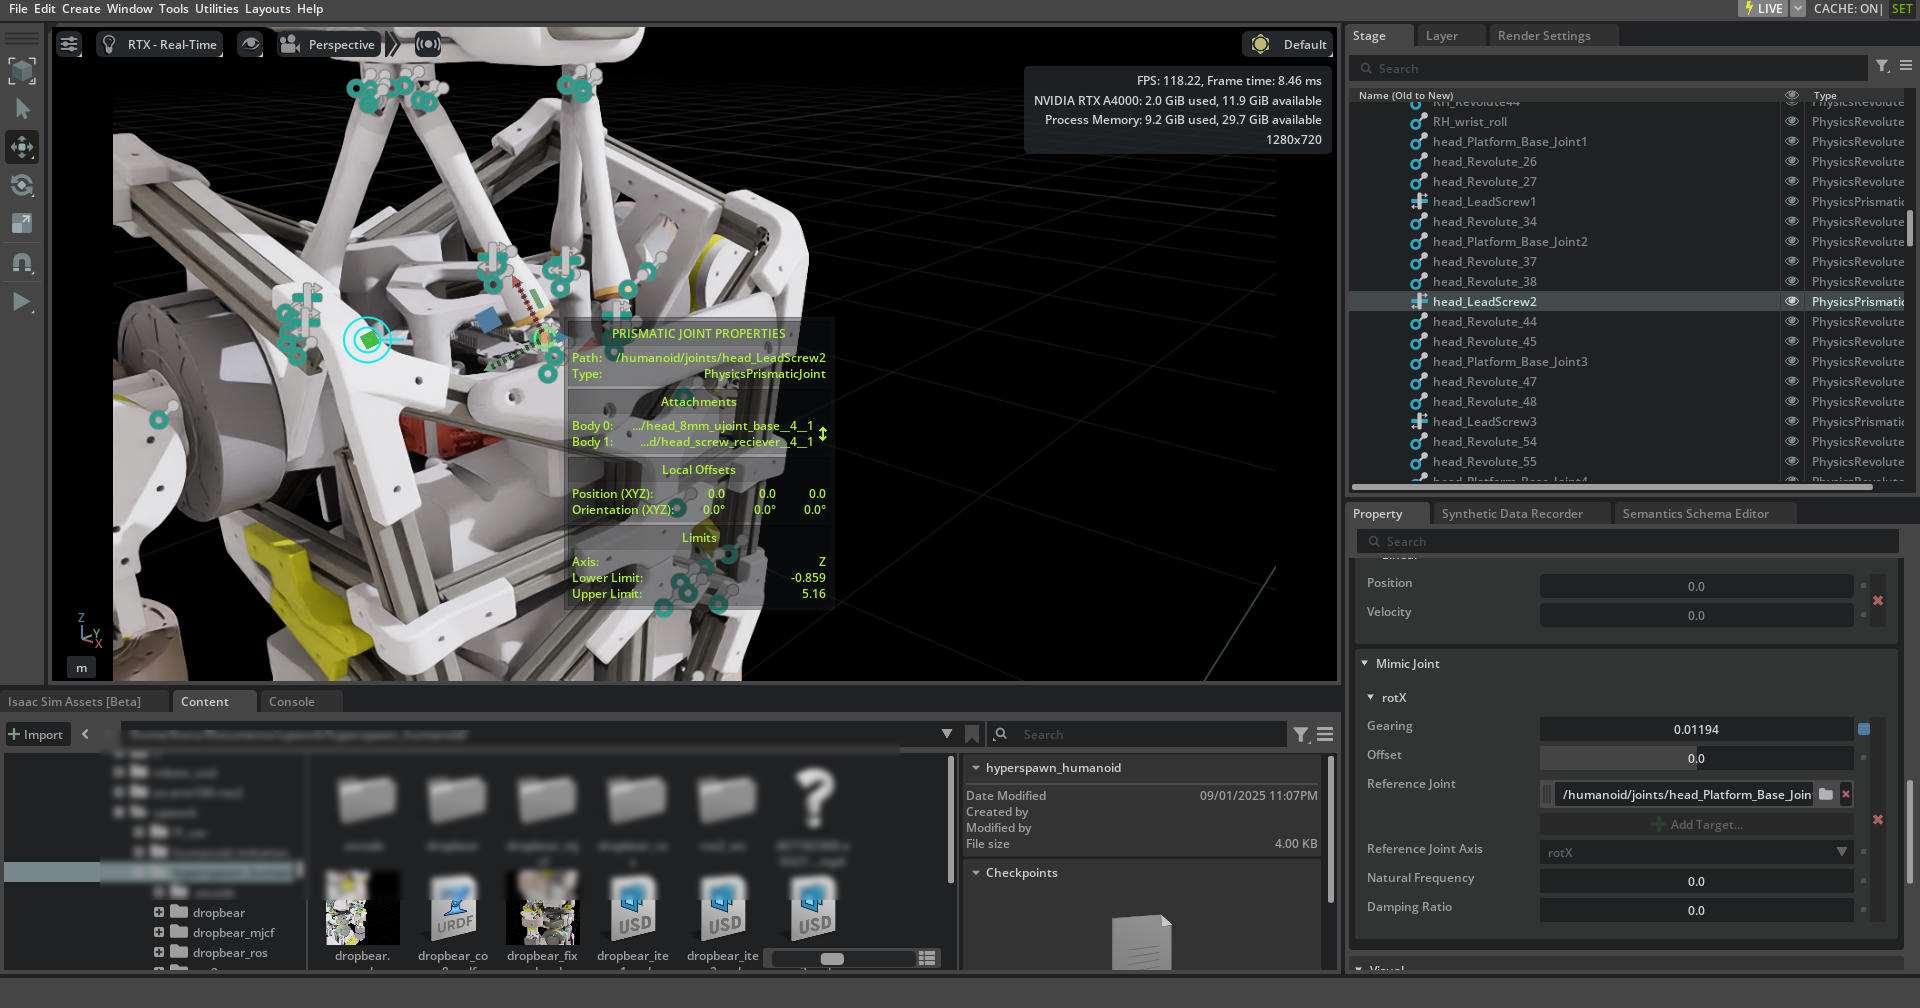 File Edit Create Window Tools Utilities Layouts Help
LIVE
CACHE: ON| SET
RTX - Real-Time
Perspective
Default
FPS: 118.22, Frame time: 8.46 ms
NVIDIA RTX A4000: 2.0 GiB used, 11.9 GiB available
Process Memory: 9.2 GiB used, 29.7 GiB available
1280x720
PRISMATIC JOINT PROPERTIES
Path: /humanoid/joints/head_LeadScrew2
Type: PhysicsPrismaticJoint
Attachments
Body 0: .../head_8mm_ujoint_base__4__1
Body 1: ...d/head_screw_reciever__4__1
Local Offsets
Position (XYZ): 0.0 0.0 0.0
Orientation (XYZ): 0.0° 0.0° 0.0°
Limits
Axis: Z
Lower Limit: -0.859
Upper Limit: 5.16
Z
Y
X
m
Stage Layer Render Settings
Search
Name (Old to New) Type
RH_Revolute44 PhysicsRevolute
RH_wrist_roll PhysicsRevolute
head_Platform_Base_Joint1 PhysicsRevolute
head_Revolute_26 PhysicsRevolute
head_Revolute_27 PhysicsRevolute
head_LeadScrew1 PhysicsPrismatic
head_Revolute_34 PhysicsRevolute
head_Platform_Base_Joint2 PhysicsRevolute
head_Revolute_37 PhysicsRevolute
head_Revolute_38 PhysicsRevolute
head_LeadScrew2 PhysicsPrismatic
head_Revolute_44 PhysicsRevolute
head_Revolute_45 PhysicsRevolute
head_Platform_Base_Joint3 PhysicsRevolute
head_Revolute_47 PhysicsRevolute
head_Revolute_48 PhysicsRevolute
head_LeadScrew3 PhysicsPrismatic
head_Revolute_54 PhysicsRevolute
head_Revolute_55 PhysicsRevolute
Property Synthetic Data Recorder Semantics Schema Editor
Search
Linear
Position 0.0
Velocity 0.0
Mimic Joint
rotX
Gearing 0.01194
Offset 0.0
Reference Joint /humanoid/joints/head_Platform_Base_Join
Add Target...
Reference Joint Axis rotX
Natural Frequency 0.0
Damping Ratio 0.0
Visual
Isaac Sim Assets [Beta] Content Console
Import
Search
dropbear
dropbear_mjcf
dropbear_ros
URDF
USD
USD
USD
dropbear. dropbear_co dropbear_fix dropbear_ite dropbear_ite
hyperspawn_humanoid
Date Modified 09/01/2025 11:07PM
Created by
Modified by
File size 4.00 KB
Checkpoints